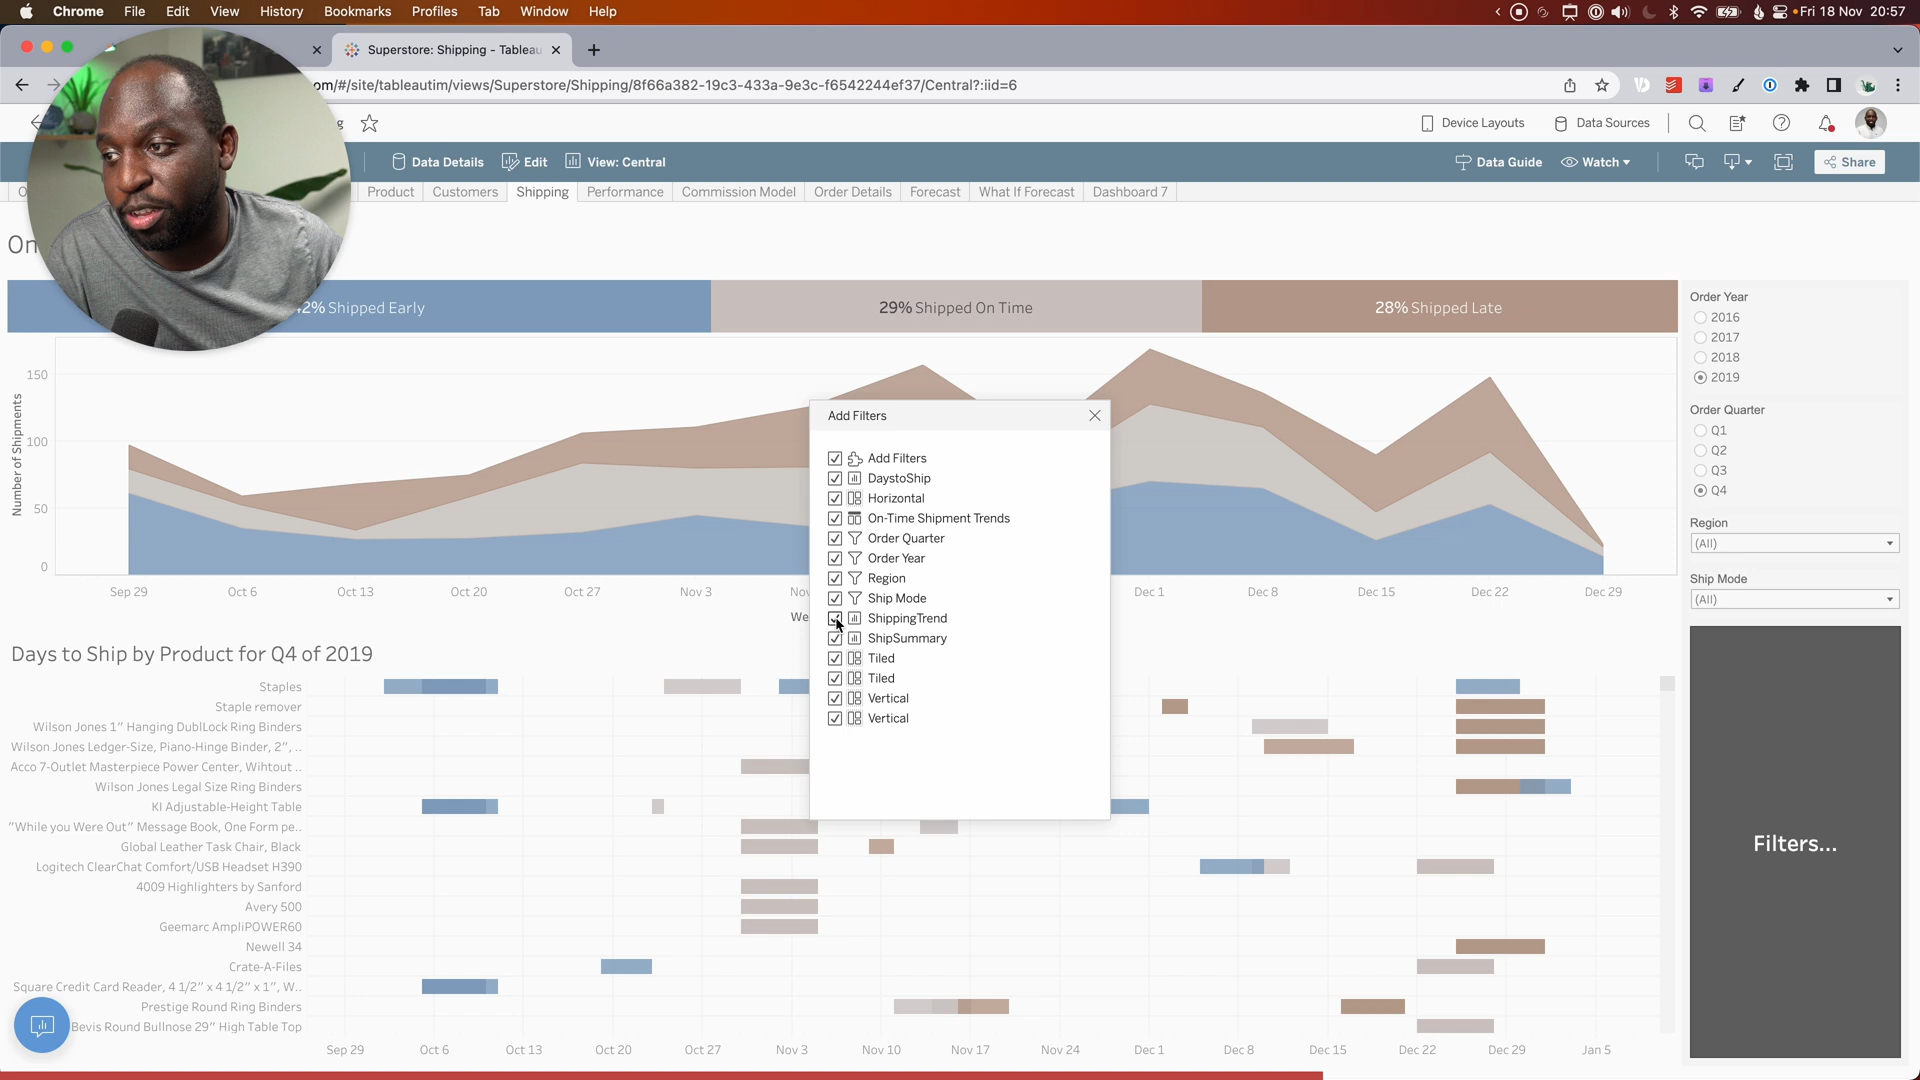 Chrome File Edit View History Bookmarks Profiles Tab Window Help Fri 18 Nov 20:57
Superstore: Shipping - Tableau
om/#/site/tableautim/views/Superstore/Shipping/8f66a382-19c3-433a-9e3c-f6542244ef37/Central?:iid=6
Device Layouts Data Sources
Data Details Edit View: Central Data Guide Watch Share
Product Customers Shipping Performance Commission Model Order Details Forecast What If Forecast Dashboard 7
On
2% Shipped Early 29% Shipped On Time 28% Shipped Late
Number of Shipments
150
100
50
0
Sep 29 Oct 6 Oct 13 Oct 20 Oct 27 Nov 3 Nov Dec 1 Dec 8 Dec 15 Dec 22 Dec 29
We
Add Filters
Add Filters
DaystoShip
Horizontal
On-Time Shipment Trends
Order Quarter
Order Year
Region
Ship Mode
ShippingTrend
ShipSummary
Tiled
Tiled
Vertical
Vertical
Order Year
2016
2017
2018
2019
Order Quarter
Q1
Q2
Q3
Q4
Region
(All)
Ship Mode
(All)
Filters...
Days to Ship by Product for Q4 of 2019
Staples
Staple remover
Wilson Jones 1" Hanging DublLock Ring Binders
Wilson Jones Ledger-Size, Piano-Hinge Binder, 2", ..
Acco 7-Outlet Masterpiece Power Center, Wihtout ..
Wilson Jones Legal Size Ring Binders
KI Adjustable-Height Table
"While you Were Out" Message Book, One Form pe..
Global Leather Task Chair, Black
Logitech ClearChat Comfort/USB Headset H390
4009 Highlighters by Sanford
Avery 500
Geemarc AmpliPOWER60
Newell 34
Crate-A-Files
Square Credit Card Reader, 4 1/2" x 4 1/2" x 1", W..
Prestige Round Ring Binders
Bevis Round Bullnose 29" High Table Top
Sep 29 Oct 6 Oct 13 Oct 20 Oct 27 Nov 3 Nov 10 Nov 17 Nov 24 Dec 1 Dec 8 Dec 15 Dec 22 Dec 29 Jan 5